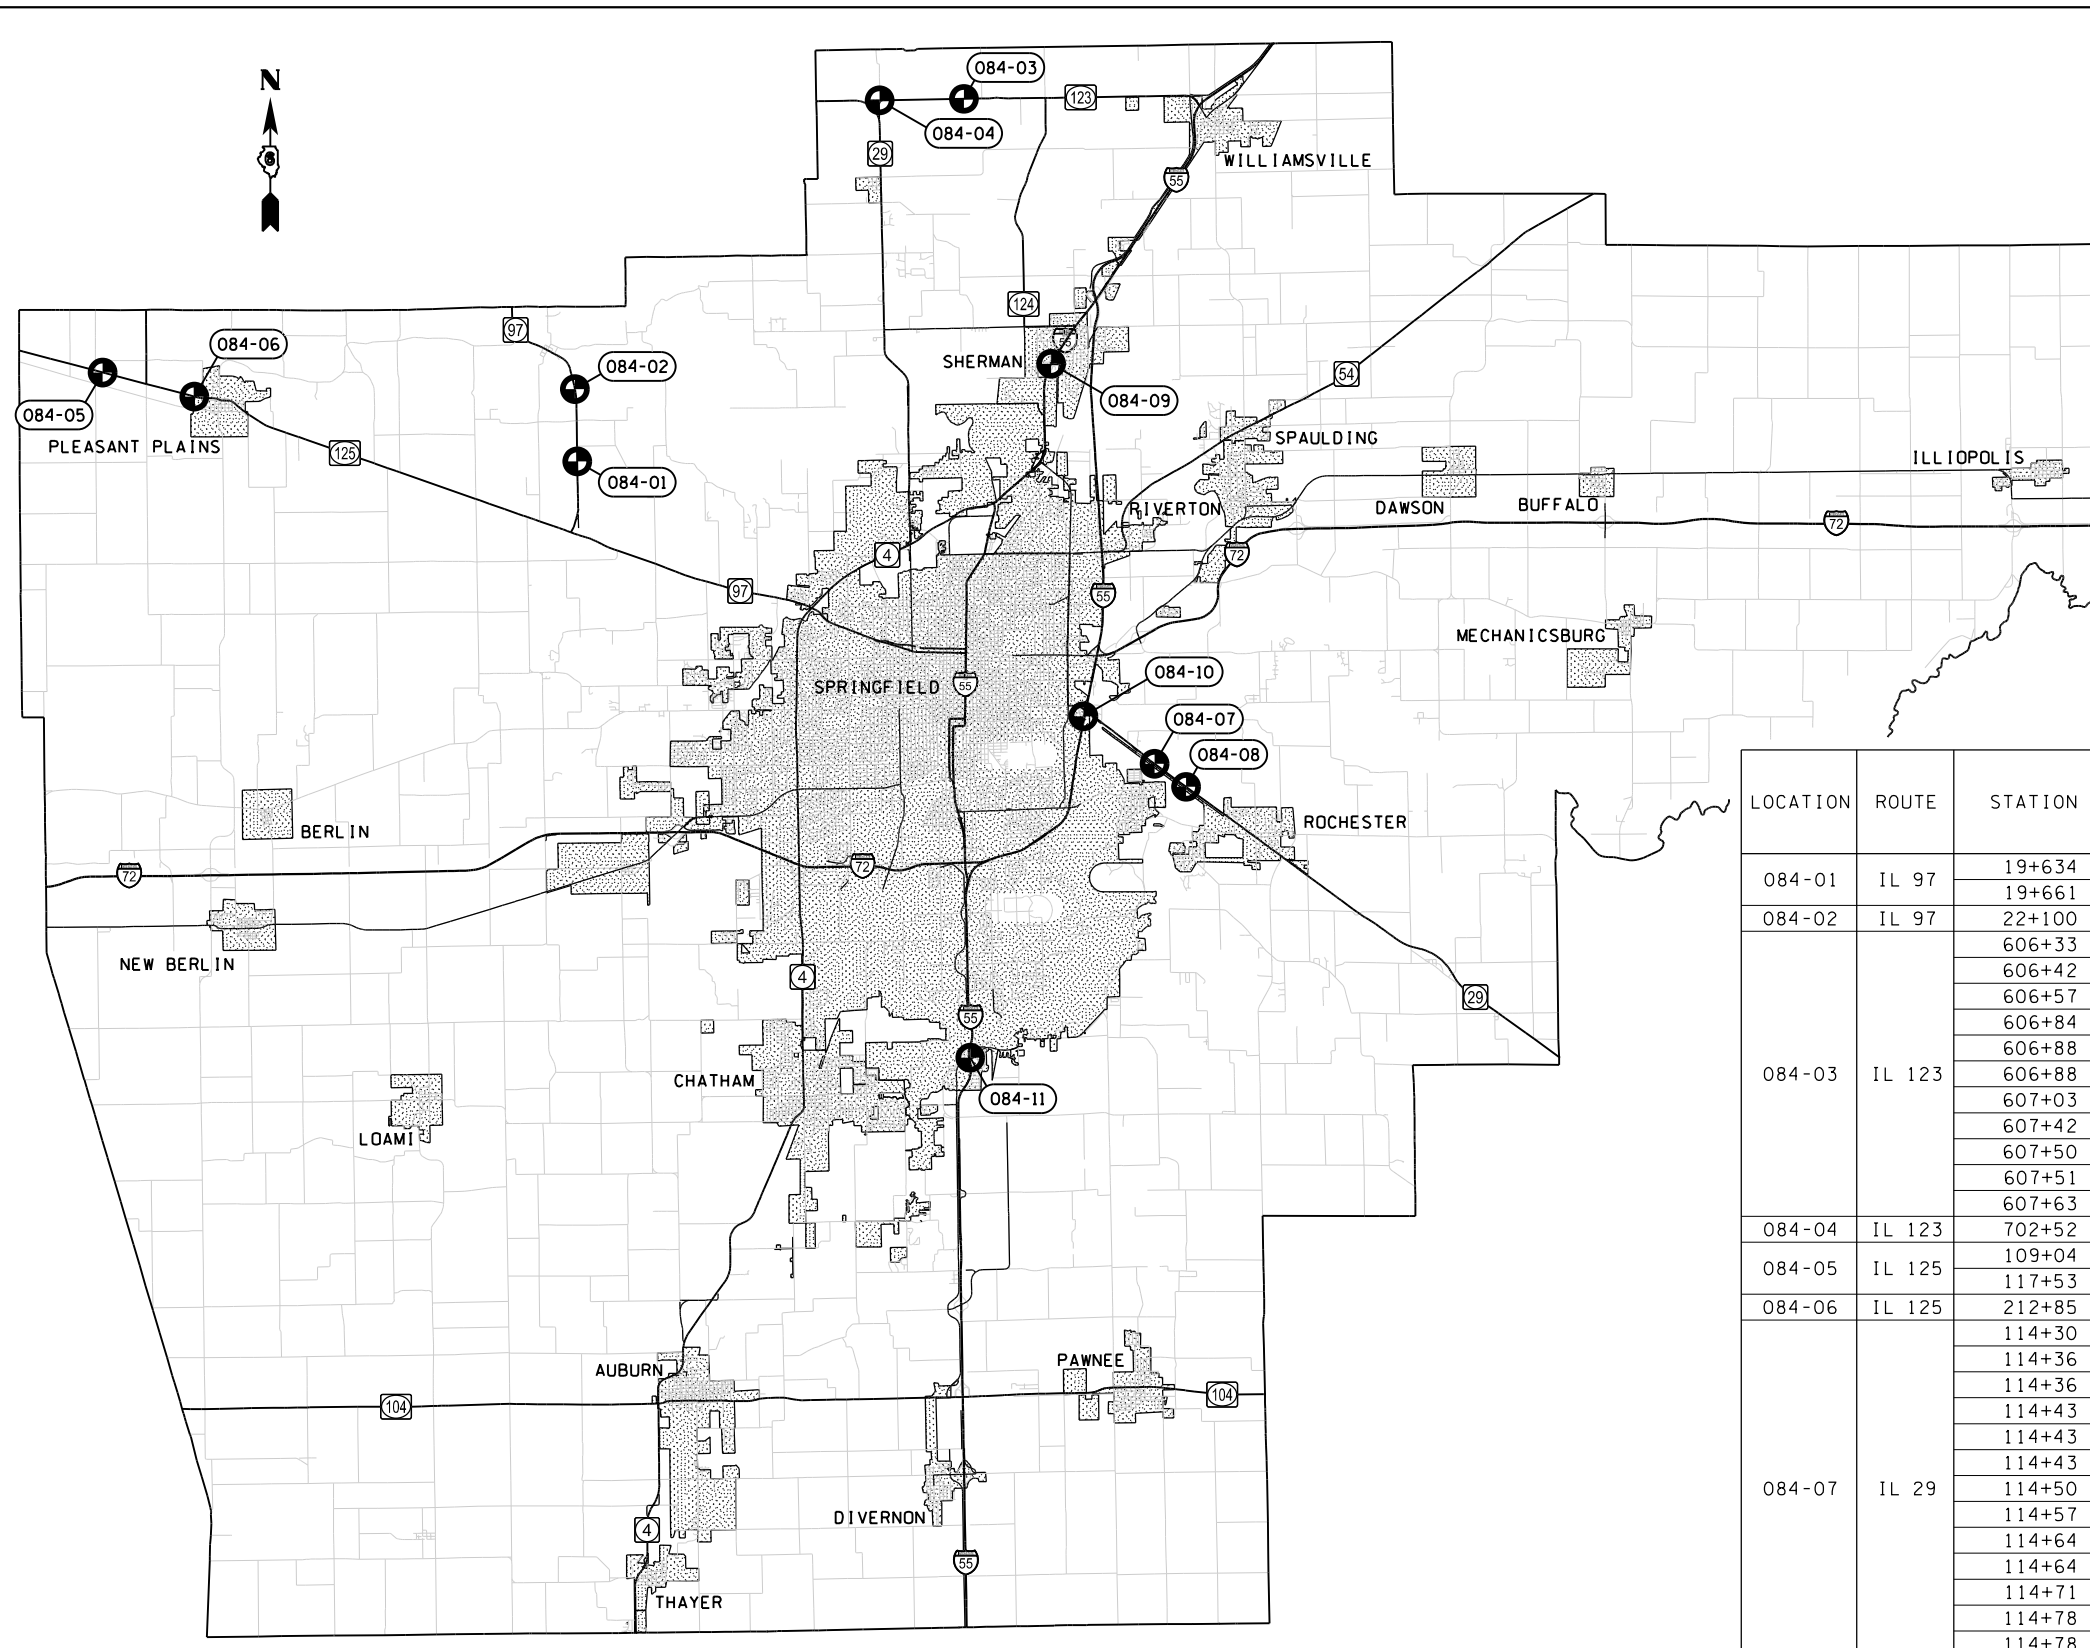 N
6
084-03
123
084-04
29
WILLIAMSVILLE
55
124
97
084-06
084-02
55
SHERMAN
54
084-05
084-09
PLEASANT PLAINS
125
084-01
SPAULDING
ILLIOPOLIS
RIVERTON
DAWSON
BUFFALO
72
4
72
97
55
MECHANICSBURG
084-10
SPRINGFIELD
55
084-07
084-08
BERLIN
ROCHESTER
72
72
NEW BERLIN
4
29
55
CHATHAM
084-11
LOAMI
AUBURN
PAWNEE
104
104
DIVERNON
4
55
THAYER
LOCATION ROUTE STATION
084-01 IL 97 19+634
19+661
084-02 IL 97 22+100
084-03 IL 123 606+33
606+42
606+57
606+84
606+88
606+88
607+03
607+42
607+50
607+51
607+63
084-04 IL 123 702+52
084-05 IL 125 109+04
117+53
084-06 IL 125 212+85
084-07 IL 29 114+30
114+36
114+36
114+43
114+43
114+43
114+50
114+57
114+64
114+64
114+71
114+78
114+78